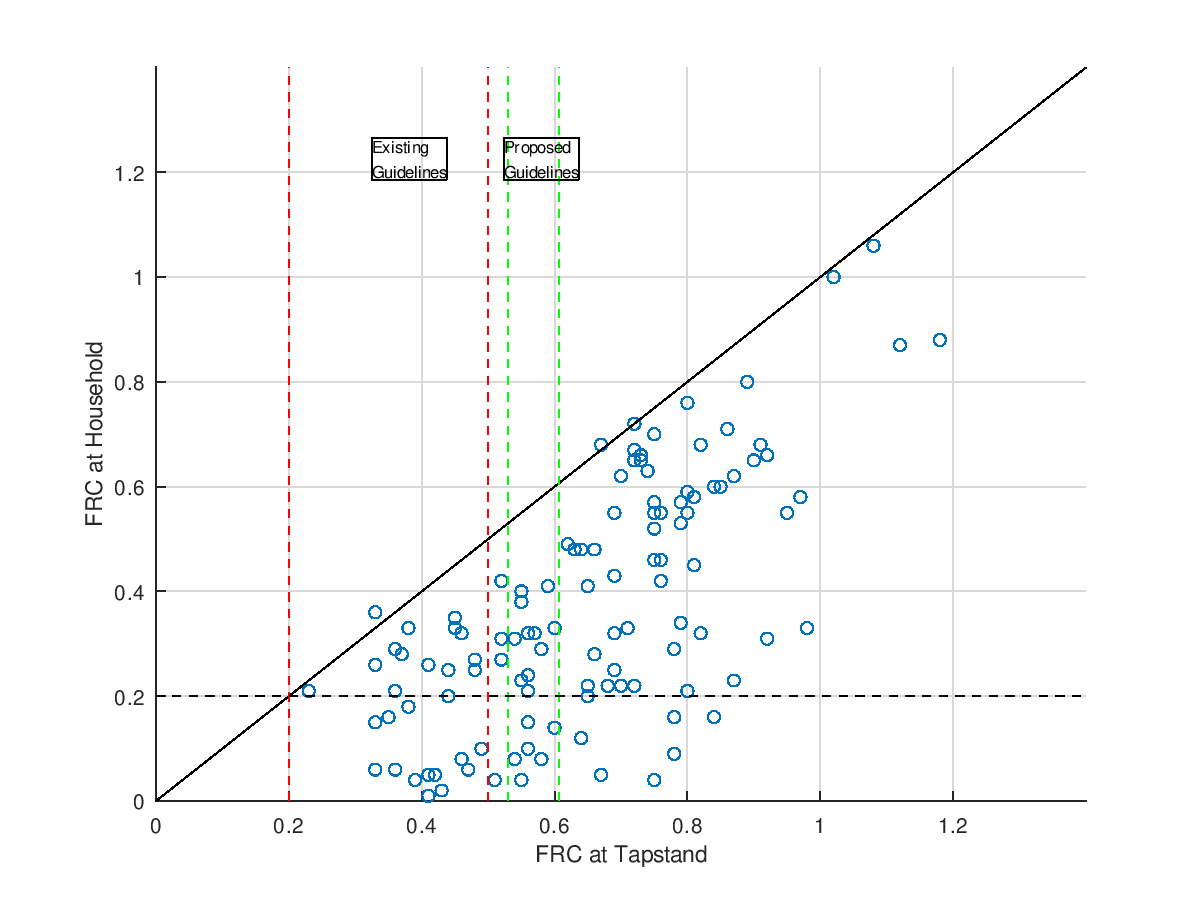 Existing
Guidelines
Proposed
Guidelines
1.2
1
0.8
0.6
0.4
0.2
0
FRC at Household
0
0.2
0.4
0.6
0.8
1
1.2
FRC at Tapstand